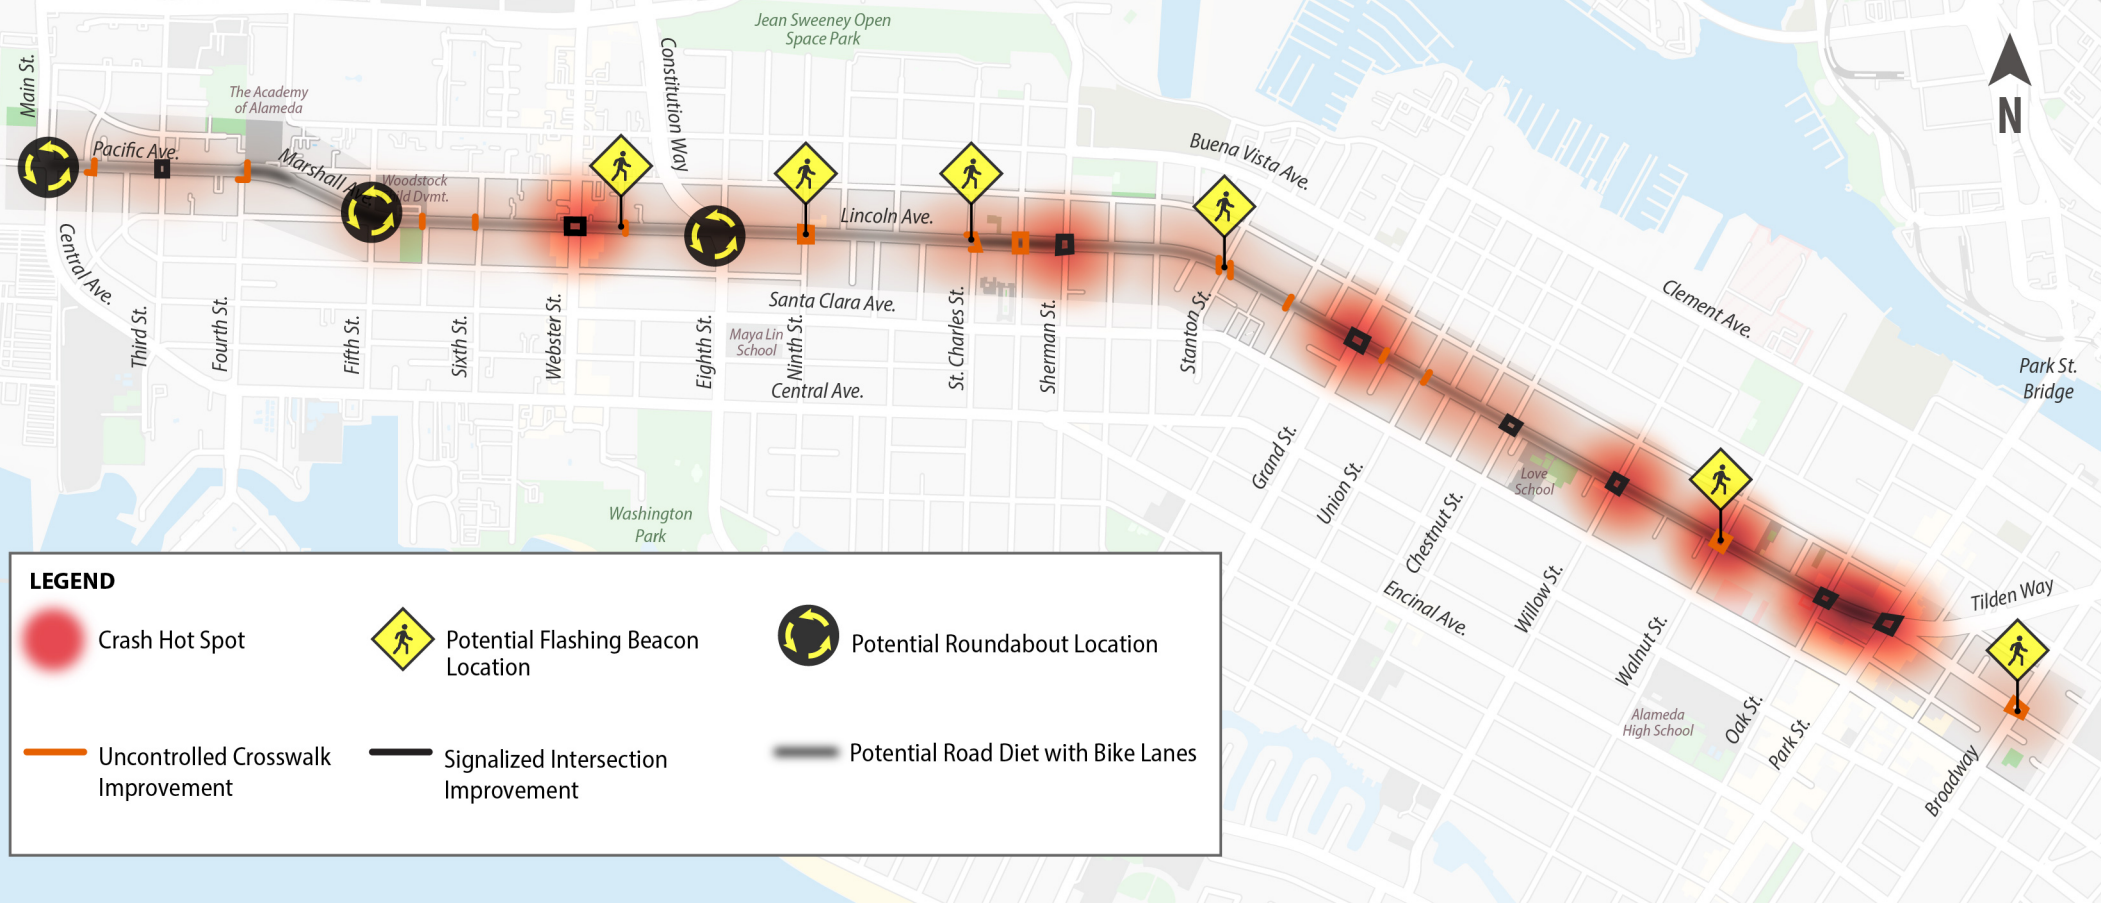 Jean Sweeney Open
Space Park
Main St.
Constitution Way
The Academy
of Alameda
N
Pacific Ave.
Marshall Ave.
Buena Vista Ave.
Woodstock
Dvmt.
Lincoln Ave.
Central Ave.
Clement Ave.
Santa Clara Ave.
Third St.
Fourth St.
Fifth St.
Sixth St.
Webster St.
Eighth St.
Maya Lin
School
Ninth St.
St. Charles St.
Sherman St.
Stanton St.
Park St.
Bridge
Central Ave.
Grand St.
Union St.
Chestnut St.
Love
School
Washington
Park
Encinal Ave.
Willow St.
Walnut St.
Tilden Way
Alameda
High School
Oak St.
Park St.
Broadway
LEGEND
Crash Hot Spot
Potential Flashing Beacon
Location
Potential Roundabout Location
Uncontrolled Crosswalk
Improvement
Signalized Intersection
Improvement
Potential Road Diet with Bike Lanes